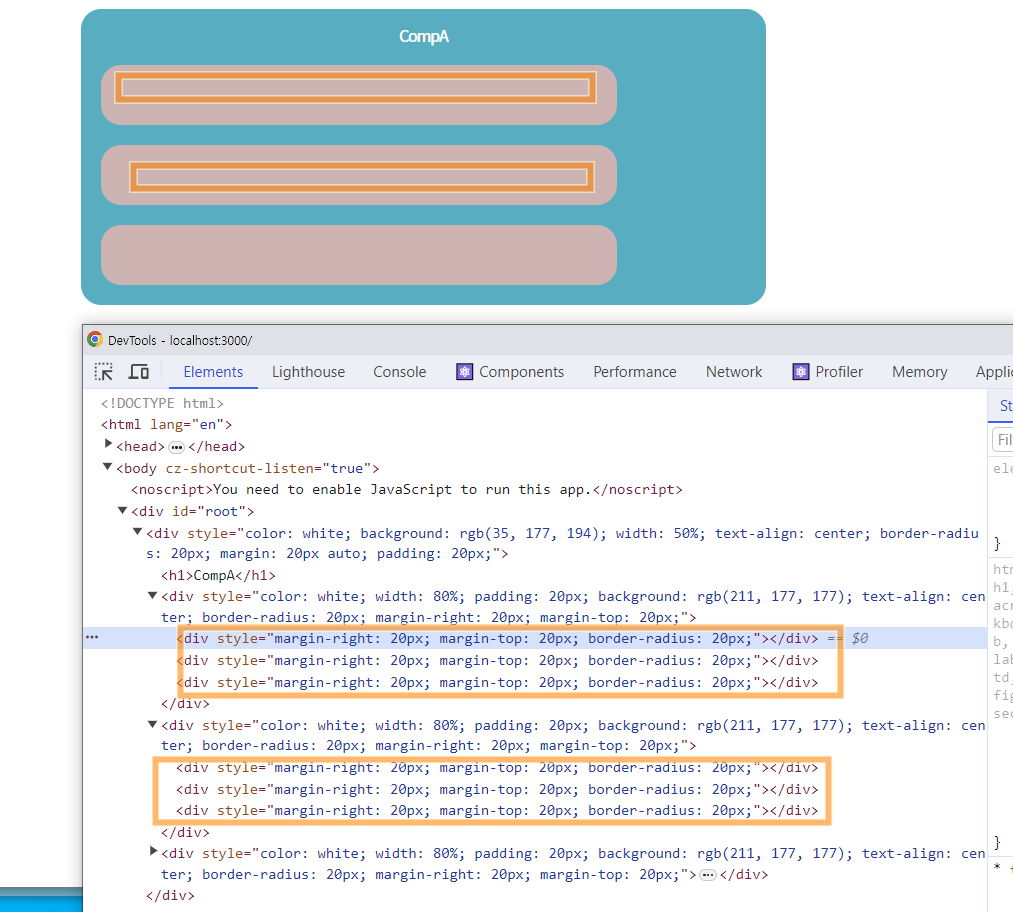 CompA
DevTools - localhost:3000/
Elements Lighthouse Console Components Performance Network Profiler Memory Applic
<!DOCTYPE html>
<html lang="en">
<head> ••• </head>
<body cz-shortcut-listen="true">
<noscript>You need to enable JavaScript to run this app.</noscript>
<div id="root">
<div style="color: white; background: rgb(35, 177, 194); width: 50%; text-align: center; border-radiu
s: 20px; margin: 20px auto; padding: 20px;">
<h1>CompA</h1>
<div style="color: white; width: 80%; padding: 20px; background: rgb(211, 177, 177); text-align: cen
ter; border-radius: 20px; margin-right: 20px; margin-top: 20px;">
••• <div style="margin-right: 20px; margin-top: 20px; border-radius: 20px;"></div> == $0
<div style="margin-right: 20px; margin-top: 20px; border-radius: 20px;"></div>
<div style="margin-right: 20px; margin-top: 20px; border-radius: 20px;"></div>
</div>
<div style="color: white; width: 80%; padding: 20px; background: rgb(211, 177, 177); text-align: cen
ter; border-radius: 20px; margin-right: 20px; margin-top: 20px;">
<div style="margin-right: 20px; margin-top: 20px; border-radius: 20px;"></div>
<div style="margin-right: 20px; margin-top: 20px; border-radius: 20px;"></div>
<div style="margin-right: 20px; margin-top: 20px; border-radius: 20px;"></div>
</div>
<div style="color: white; width: 80%; padding: 20px; background: rgb(211, 177, 177); text-align: cen
ter; border-radius: 20px; margin-right: 20px; margin-top: 20px;"> ••• </div>
</div>
St
Fil
ele
}
htm
h1,
acr
kbd
b,
lab
td,
fig
sec
}
*